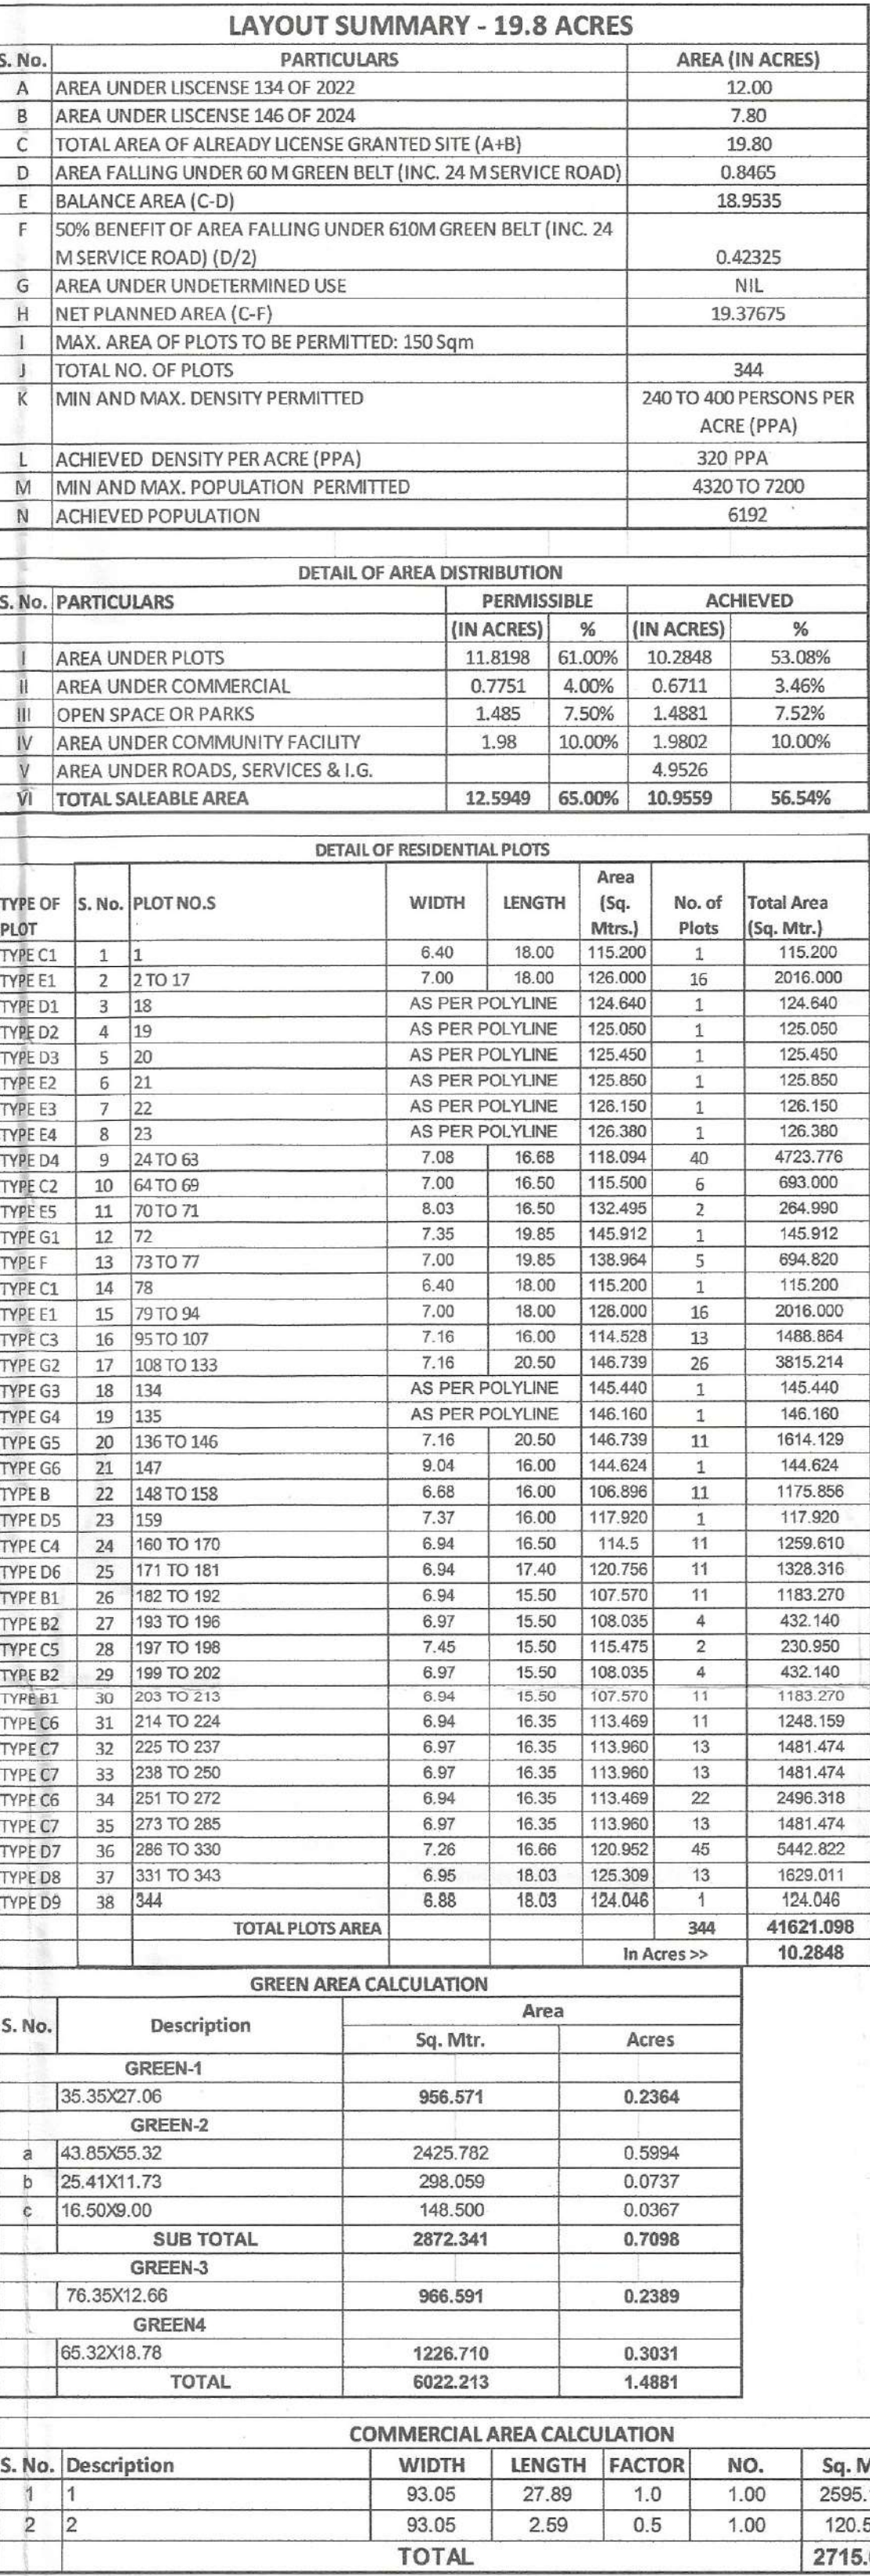 LAYOUT SUMMARY - 19.8 ACRES
S. No. PARTICULARS AREA (IN ACRES)
A AREA UNDER LISCENSE 134 OF 2022 12.00
B AREA UNDER LISCENSE 146 OF 2024 7.80
C TOTAL AREA OF ALREADY LICENSE GRANTED SITE (A+B) 19.80
D AREA FALLING UNDER 60 M GREEN BELT (INC. 24 M SERVICE ROAD) 0.8465
E BALANCE AREA (C-D) 18.9535
F 50% BENEFIT OF AREA FALLING UNDER 610M GREEN BELT (INC. 24
M SERVICE ROAD) (D/2) 0.42325
G AREA UNDER UNDETERMINED USE NIL
H NET PLANNED AREA (C-F) 19.37675
I MAX. AREA OF PLOTS TO BE PERMITTED: 150 Sqm
J TOTAL NO. OF PLOTS 344
K MIN AND MAX. DENSITY PERMITTED 240 TO 400 PERSONS PER
ACRE (PPA)
L ACHIEVED DENSITY PER ACRE (PPA) 320 PPA
M MIN AND MAX. POPULATION PERMITTED 4320 TO 7200
N ACHIEVED POPULATION 6192
DETAIL OF AREA DISTRIBUTION
S. No. PARTICULARS PERMISSIBLE ACHIEVED
(IN ACRES) % (IN ACRES) %
I AREA UNDER PLOTS 11.8198 61.00% 10.2848 53.08%
II AREA UNDER COMMERCIAL 0.7751 4.00% 0.6711 3.46%
III OPEN SPACE OR PARKS 1.485 7.50% 1.4881 7.52%
IV AREA UNDER COMMUNITY FACILITY 1.98 10.00% 1.9802 10.00%
V AREA UNDER ROADS, SERVICES & I.G. 4.9526
VI TOTAL SALEABLE AREA 12.5949 65.00% 10.9559 56.54%
DETAIL OF RESIDENTIAL PLOTS
TYPE OF PLOT S. No. PLOT NO.S WIDTH LENGTH Area (Sq. Mtrs.) No. of Plots Total Area (Sq. Mtr.)
TYPE C1 1 1 6.40 18.00 115.200 1 115.200
TYPE E1 2 2 TO 17 7.00 18.00 126.000 16 2016.000
TYPE D1 3 18 AS PER POLYLINE 124.640 1 124.640
TYPE D2 4 19 AS PER POLYLINE 125.050 1 125.050
TYPE D3 5 20 AS PER POLYLINE 125.450 1 125.450
TYPE E2 6 21 AS PER POLYLINE 125.850 1 125.850
TYPE E3 7 22 AS PER POLYLINE 126.150 1 126.150
TYPE E4 8 23 AS PER POLYLINE 126.380 1 126.380
TYPE D4 9 24 TO 63 7.08 16.68 118.094 40 4723.776
TYPE C2 10 64 TO 69 7.00 16.50 115.500 6 693.000
TYPE E5 11 70 TO 71 8.03 16.50 132.495 2 264.990
TYPE G1 12 72 7.35 19.85 145.912 1 145.912
TYPE F 13 73 TO 77 7.00 19.85 138.964 5 694.820
TYPE C1 14 78 6.40 18.00 115.200 1 115.200
TYPE E1 15 79 TO 94 7.00 18.00 126.000 16 2016.000
TYPE C3 16 95 TO 107 7.16 16.00 114.528 13 1488.864
TYPE G2 17 108 TO 133 7.16 20.50 146.739 26 3815.214
TYPE G3 18 134 AS PER POLYLINE 145.440 1 145.440
TYPE G4 19 135 AS PER POLYLINE 146.160 1 146.160
TYPE G5 20 136 TO 146 7.16 20.50 146.739 11 1614.129
TYPE G6 21 147 9.04 16.00 144.624 1 144.624
TYPE B 22 148 TO 158 6.68 16.00 106.896 11 1175.856
TYPE D5 23 159 7.37 16.00 117.920 1 117.920
TYPE C4 24 160 TO 170 6.94 16.50 114.5 11 1259.610
TYPE D6 25 171 TO 181 6.94 17.40 120.756 11 1328.316
TYPE B1 26 182 TO 192 6.94 15.50 107.570 11 1183.270
TYPE B2 27 193 TO 196 6.97 15.50 108.035 4 432.140
TYPE C5 28 197 TO 198 7.45 15.50 115.475 2 230.950
TYPE B2 29 199 TO 202 6.97 15.50 108.035 4 432.140
TYPE B1 30 203 TO 213 6.94 15.50 107.570 11 1183.270
TYPE C6 31 214 TO 224 6.94 16.35 113.469 11 1248.159
TYPE C7 32 225 TO 237 6.97 16.35 113.960 13 1481.474
TYPE C7 33 238 TO 250 6.97 16.35 113.960 13 1481.474
TYPE C6 34 251 TO 272 6.94 16.35 113.469 22 2496.318
TYPE C7 35 273 TO 285 6.97 16.35 113.960 13 1481.474
TYPE D7 36 286 TO 330 7.26 16.66 120.952 45 5442.822
TYPE D8 37 331 TO 343 6.95 18.03 125.309 13 1629.011
TYPE D9 38 344 6.88 18.03 124.046 1 124.046
TOTAL PLOTS AREA 344 41621.098
In Acres >> 10.2848
GREEN AREA CALCULATION
S. No. Description Area
Sq. Mtr. Acres
GREEN-1
35.35X27.06 956.571 0.2364
GREEN-2
a 43.85X55.32 2425.782 0.5994
b 25.41X11.73 298.059 0.0737
c 16.50X9.00 148.500 0.0367
SUB TOTAL 2872.341 0.7098
GREEN-3
76.35X12.66 966.591 0.2389
GREEN4
65.32X18.78 1226.710 0.3031
TOTAL 6022.213 1.4881
COMMERCIAL AREA CALCULATION
S. No. Description WIDTH LENGTH FACTOR NO. Sq. M
1 1 93.05 27.89 1.0 1.00 2595.
2 2 93.05 2.59 0.5 1.00 120.5
TOTAL 2715.